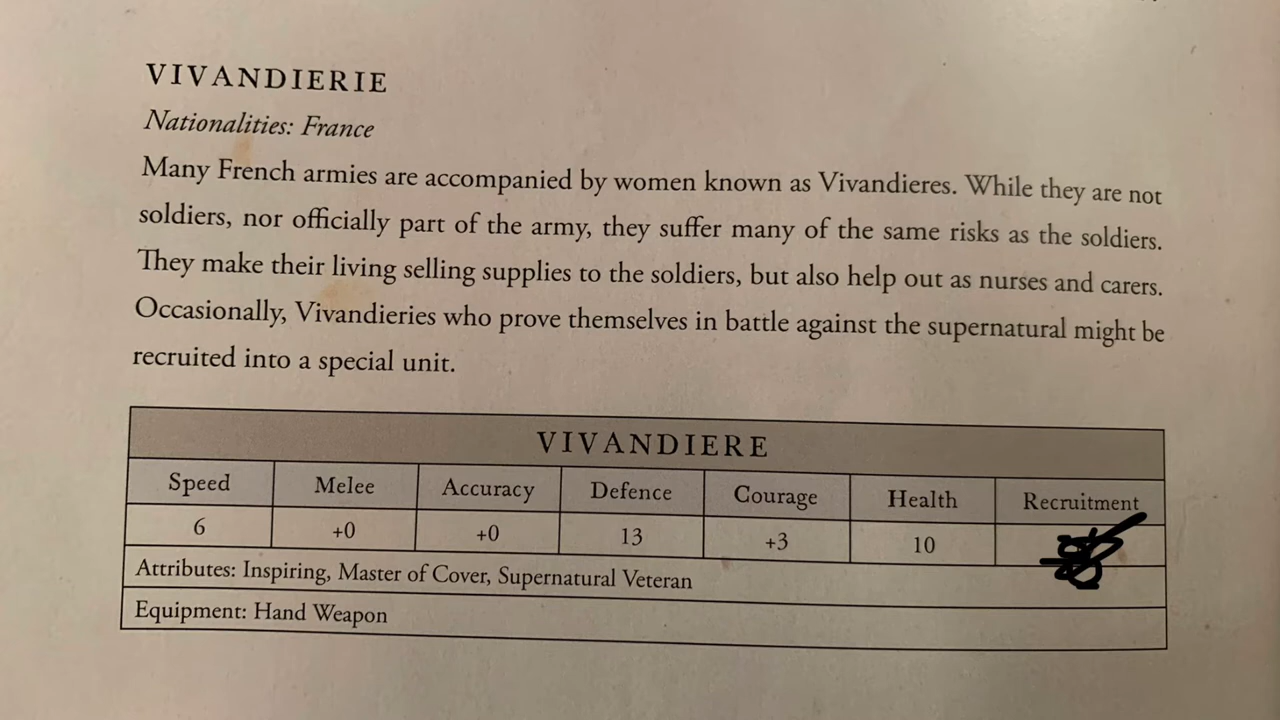 VIVANDIERIE
Nationalities: France
Many French armies are accompanied by women known as Vivandieres. While they are not
soldiers, nor officially part of the army, they suffer many of the same risks as the soldiers.
They make their living selling supplies to the soldiers, but also help out as nurses and carers.
Occasionally, Vivandieries who prove themselves in battle against the supernatural might be
recruited into a special unit.
VIVANDIERE
Speed Melee Accuracy Defence Courage Health Recruitment
6 +0 +0 13 +3 10
Attributes: Inspiring, Master of Cover, Supernatural Veteran
Equipment: Hand Weapon